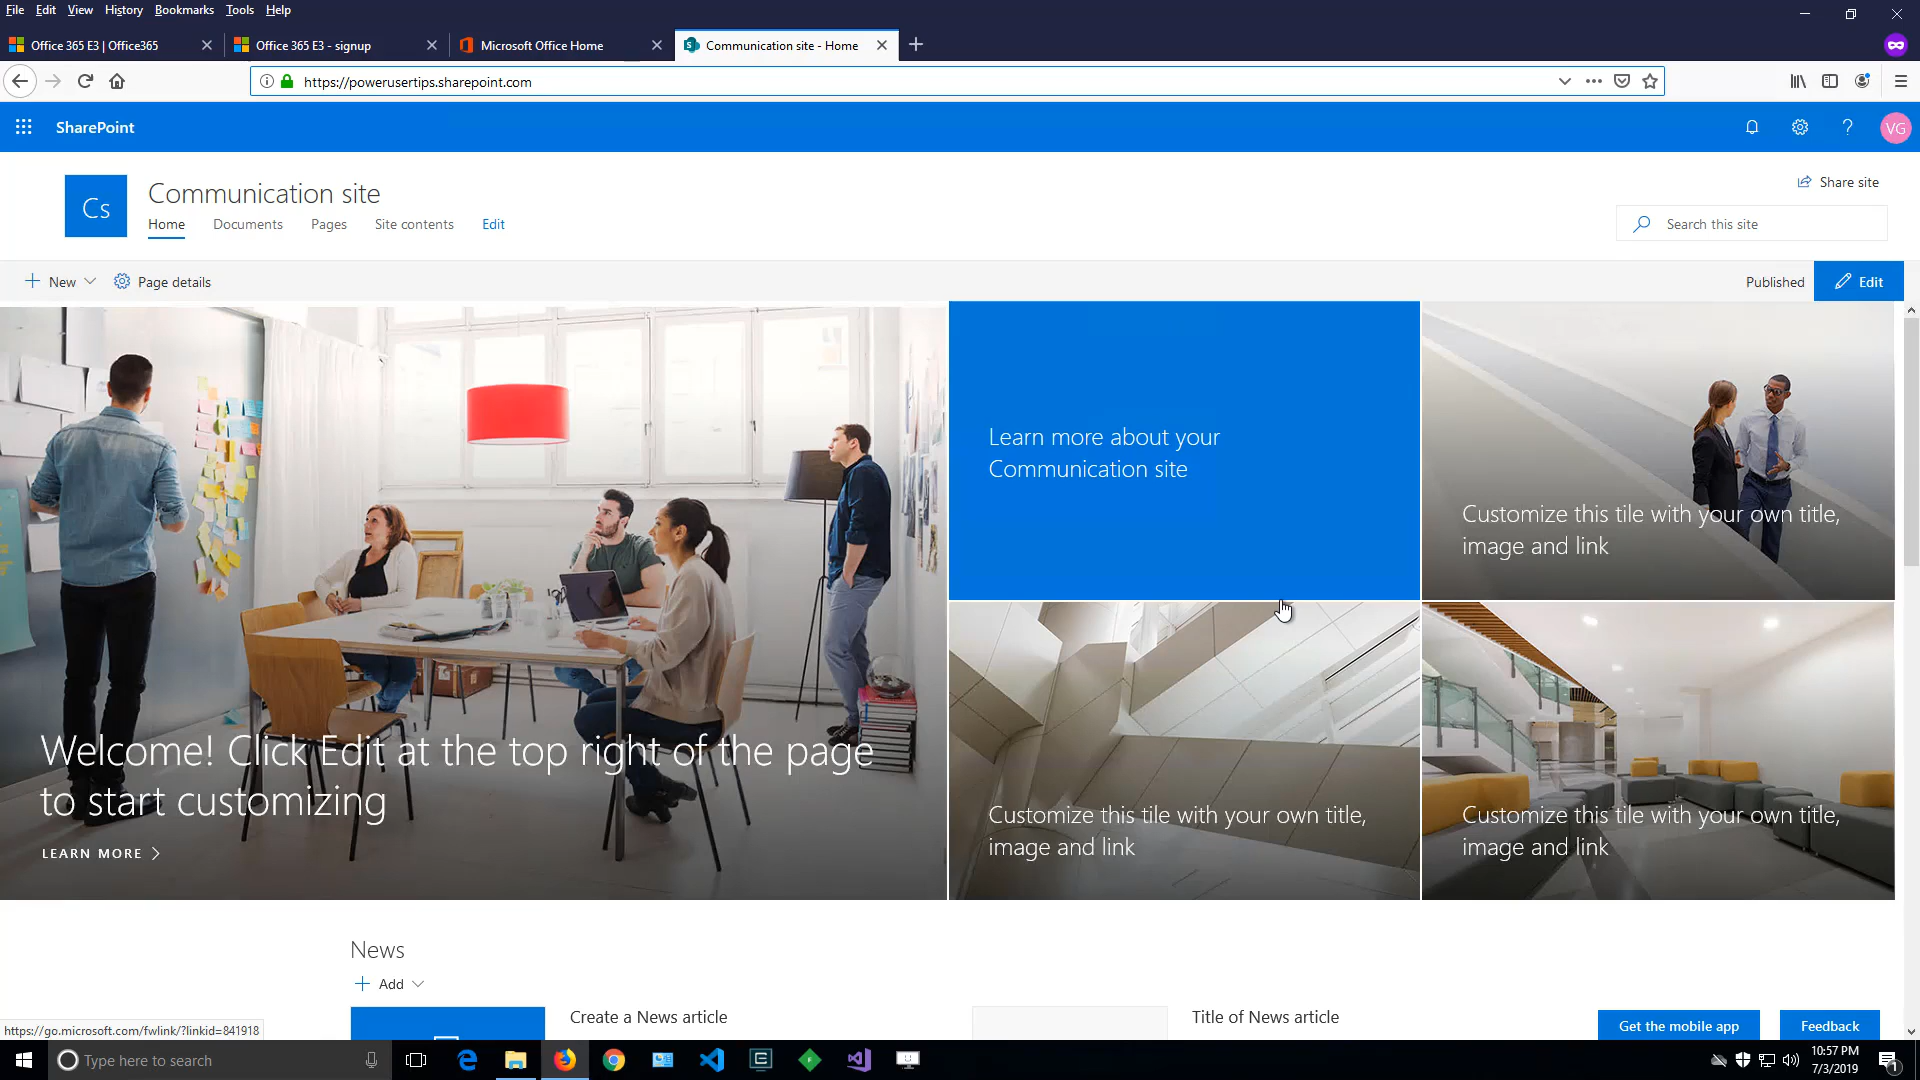 File Edit View History Bookmarks Tools Help
Office 365 E3 | Office365
Office 365 E3 - signup
Microsoft Office Home
Communication site - Home
https://powerusertips.sharepoint.com
SharePoint
VG
Cs
Communication site
Share site
Home Documents Pages Site contents Edit
Search this site
New
Page details
Published
Edit
Learn more about your
Communication site
Customize this tile with your own title,
image and link
Welcome! Click Edit at the top right of the page
to start customizing
LEARN MORE
Customize this tile with your own title,
image and link
Customize this tile with your own title,
image and link
News
Add
Create a News article
Title of News article
Get the mobile app
Feedback
https://go.microsoft.com/fwlink/?linkid=841918
Type here to search
10:57 PM
7/3/2019
1